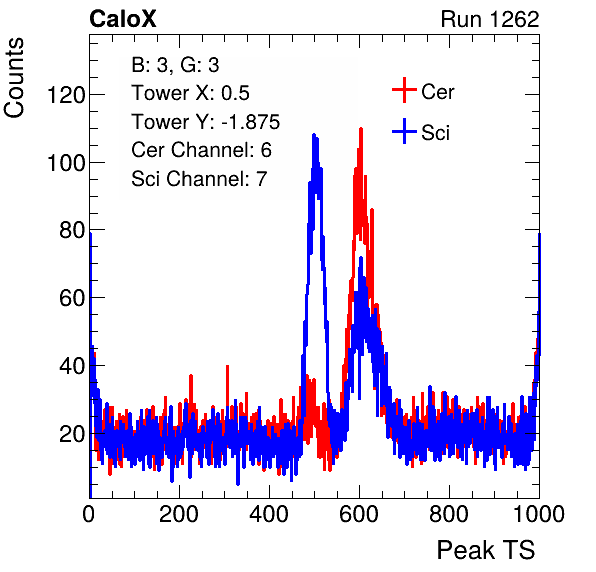 CaloX Run 1262
Counts
B: 3, G: 3
Tower X: 0.5
Tower Y: -1.875
Cer Channel: 6
Sci Channel: 7
Cer
Sci
120
100
80
60
40
20
0 200 400 600 800 1000
Peak TS